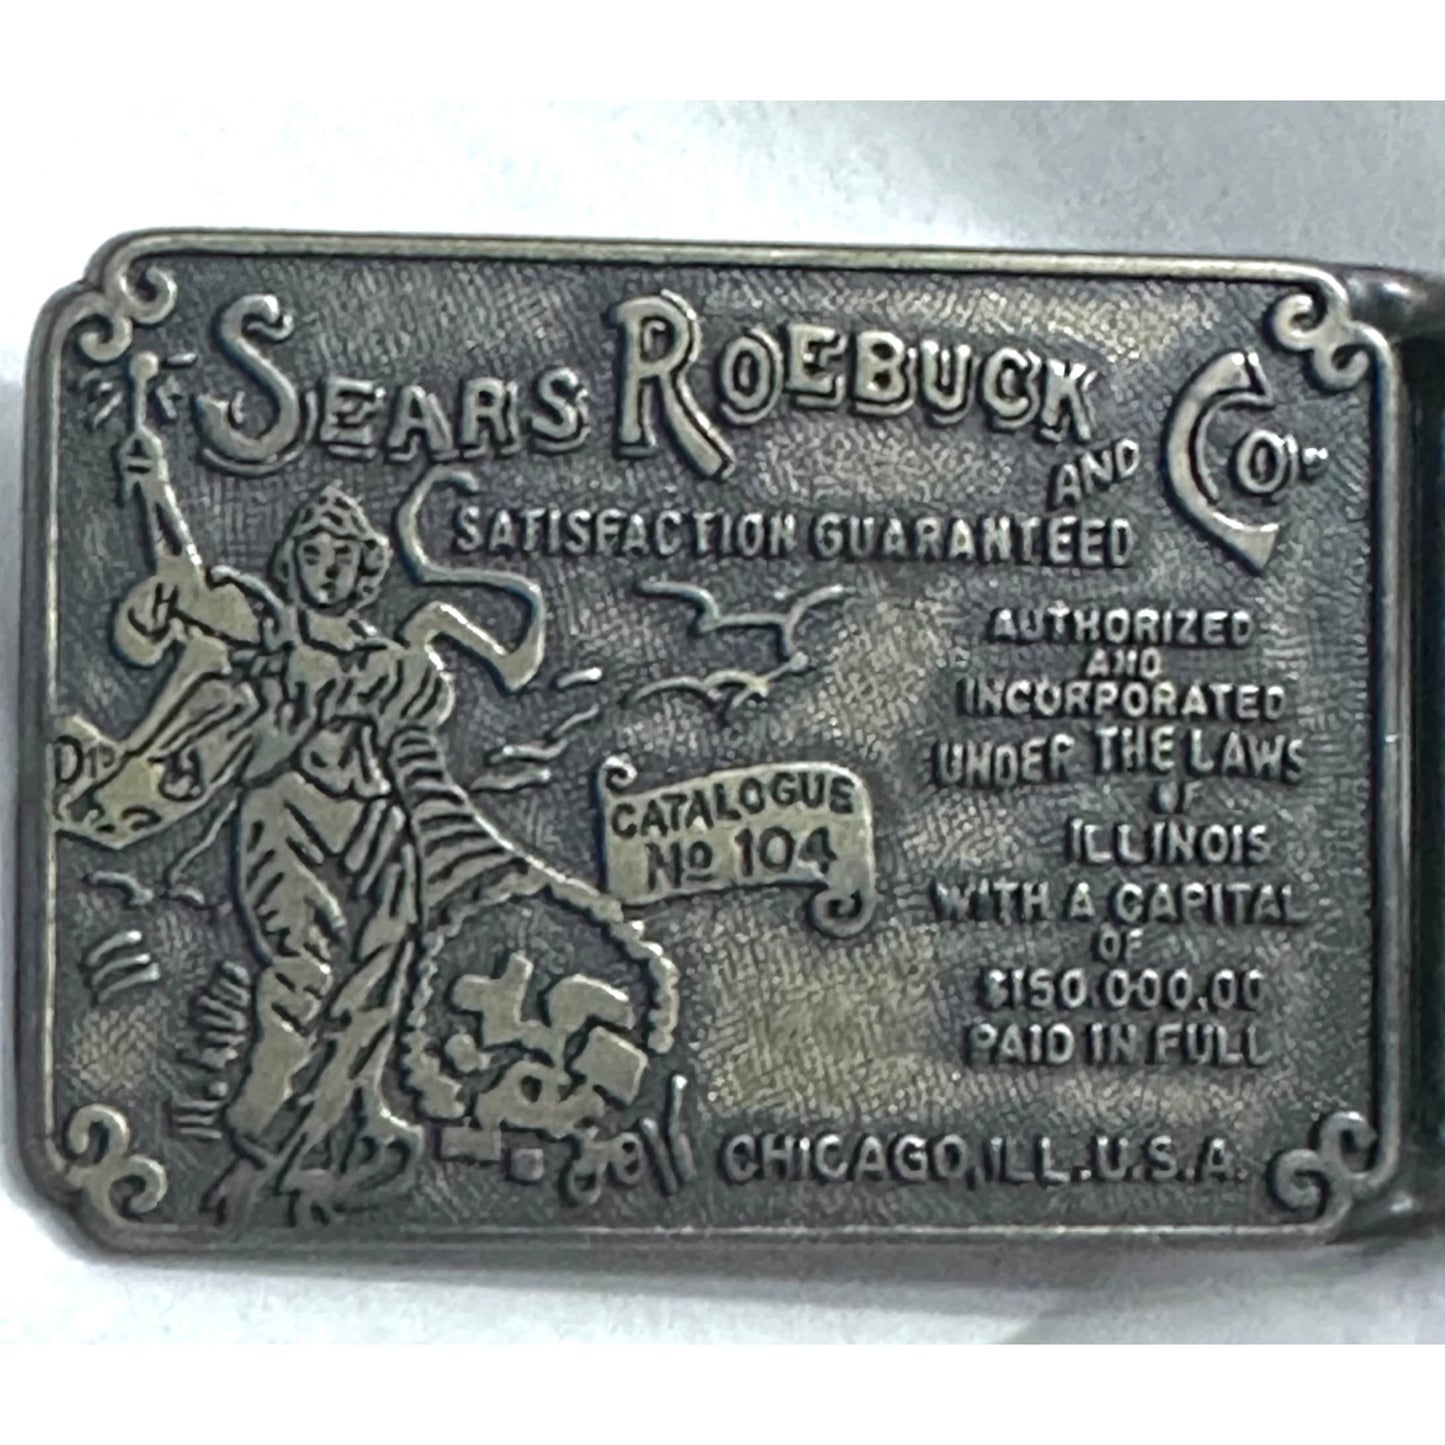 SEARS ROEBUCK AND Co.
SATISFACTION GUARANTEED
AUTHORIZED
AND
INCORPORATED
UNDER THE LAWS
OF
ILLINOIS
WITH A CAPITAL
OF
$150,000.00
PAID IN FULL
CATALOGUE
No 104
CHICAGO, ILL., U.S.A.